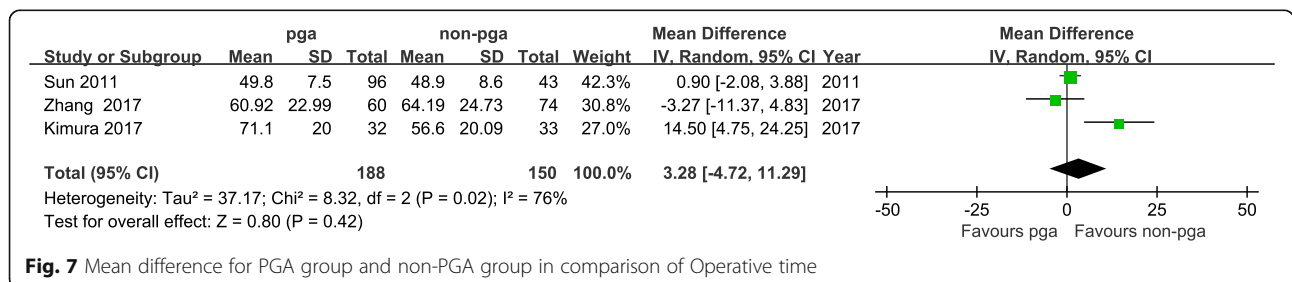 pga non-pga Mean Difference Mean Difference
Study or Subgroup Mean SD Total Mean SD Total Weight IV, Random, 95% CI Year IV, Random, 95% CI
Sun 2011 49.8 7.5 96 48.9 8.6 43 42.3% 0.90 [-2.08, 3.88] 2011
Zhang 2017 60.92 22.99 60 64.19 24.73 74 30.8% -3.27 [-11.37, 4.83] 2017
Kimura 2017 71.1 20 32 56.6 20.09 33 27.0% 14.50 [4.75, 24.25] 2017
Total (95% CI) 188 150 100.0% 3.28 [-4.72, 11.29]
Heterogeneity: Tau² = 37.17; Chi² = 8.32, df = 2 (P = 0.02); I² = 76%
Test for overall effect: Z = 0.80 (P = 0.42)
-50 -25 0 25 50
Favours pga Favours non-pga
Fig. 7 Mean difference for PGA group and non-PGA group in comparison of Operative time